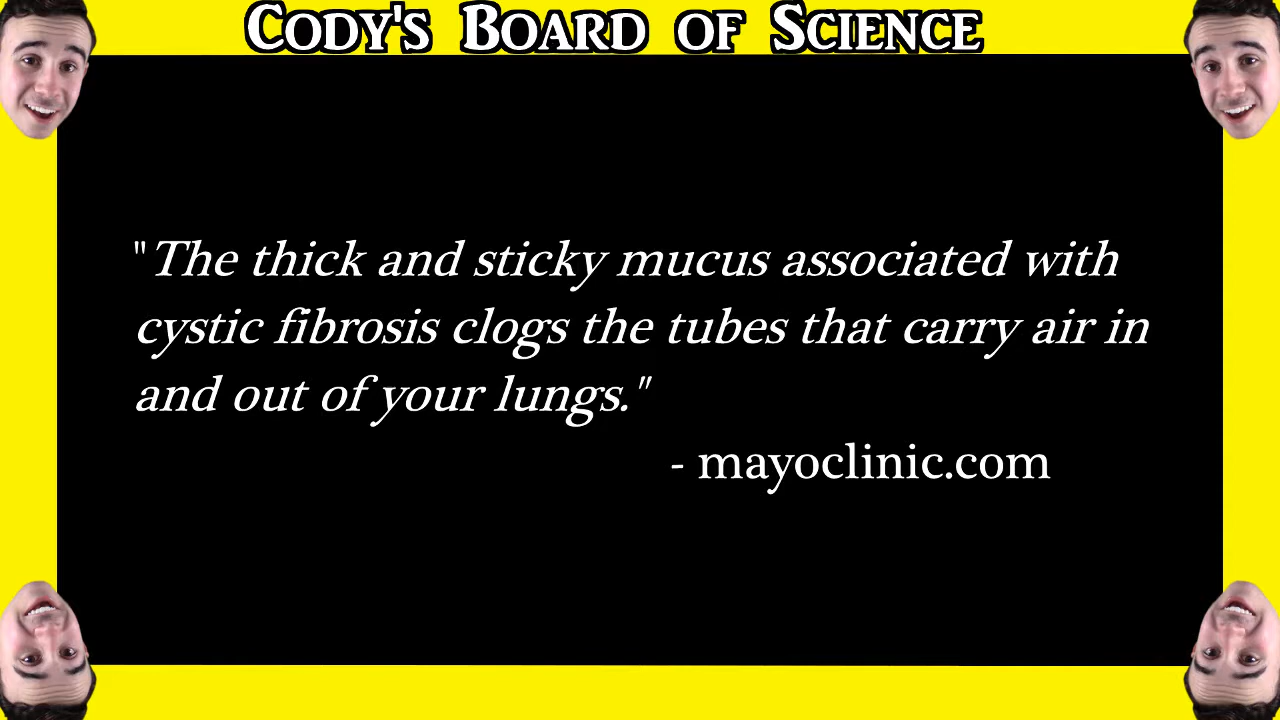 Cody's Board of Science
"The thick and sticky mucus associated with
cystic fibrosis clogs the tubes that carry air in
and out of your lungs."
- mayoclinic.com